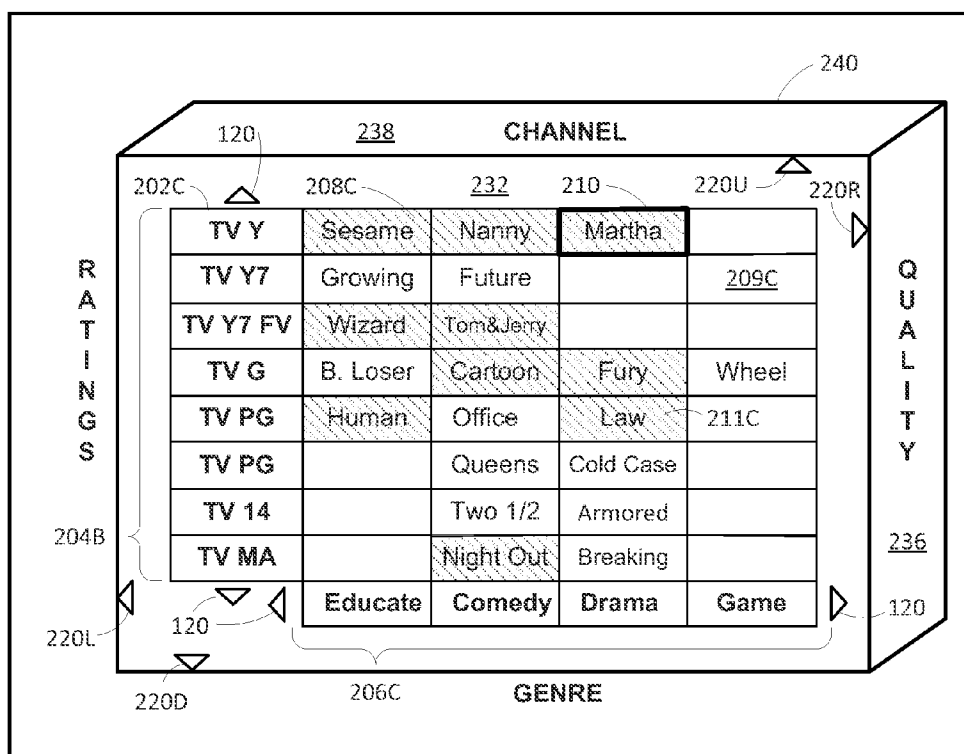 240
120 238 CHANNEL
202C 208C 232 210 220U 220R
TV Y Sesame Nanny Martha
TV Y7 Growing Future 209C
TV Y7 FV Wizard Tom&Jerry
TV G B. Loser Cartoon Fury Wheel
TV PG Human Office Law 211C
TV PG Queens Cold Case
TV 14 Two 1/2 Armored
TV MA Night Out Breaking
Educate Comedy Drama Game
RATINGS
QUALITY
204B
236
220L 120 120
220D 206C GENRE